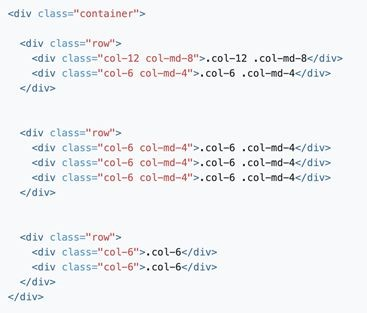 <div class="container">
<div class="row">
<div class="col-12 col-md-8">.col-12 .col-md-8</div>
<div class="col-6 col-md-4">.col-6 .col-md-4</div>
</div>
<div class="row">
<div class="col-6 col-md-4">.col-6 .col-md-4</div>
<div class="col-6 col-md-4">.col-6 .col-md-4</div>
<div class="col-6 col-md-4">.col-6 .col-md-4</div>
</div>
<div class="row">
<div class="col-6">.col-6</div>
<div class="col-6">.col-6</div>
</div>
</div>